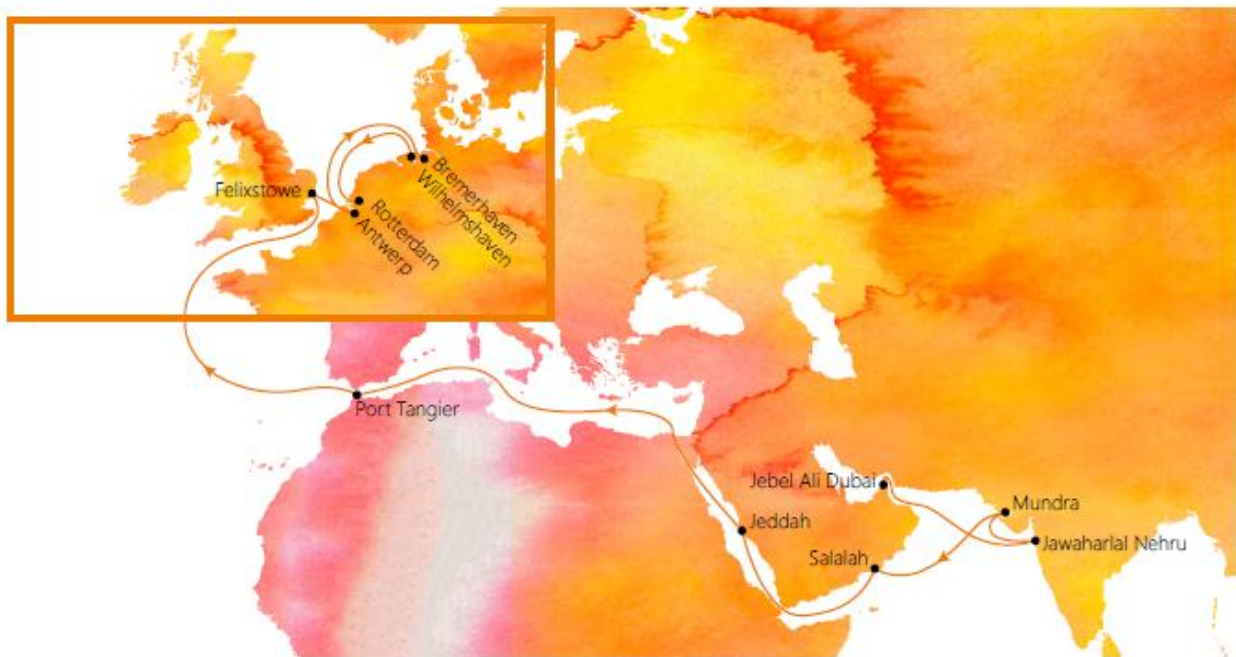 Bremerhaven
Wilhelmshaven
Felixstowe
Rotterdam
Antwerp
Port Tangier
Jebel Ali Dubai
Mundra
Jeddah
Jawaharlal Nehru
Salalah